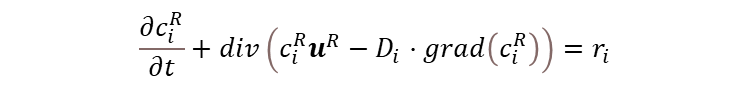 ∂c_i^R/∂t + div(c_i^R u^R − D_i · grad(c_i^R)) = r_i